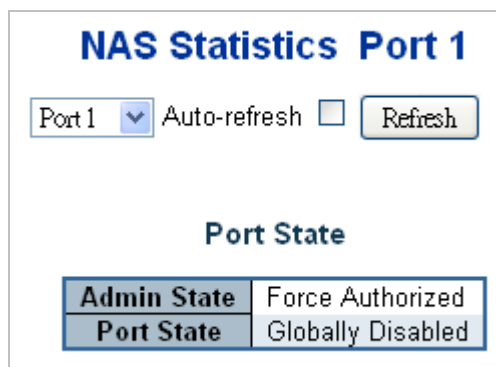 NAS Statistics Port 1
Port 1 Auto-refresh Refresh
Port State
Admin State Force Authorized
Port State Globally Disabled